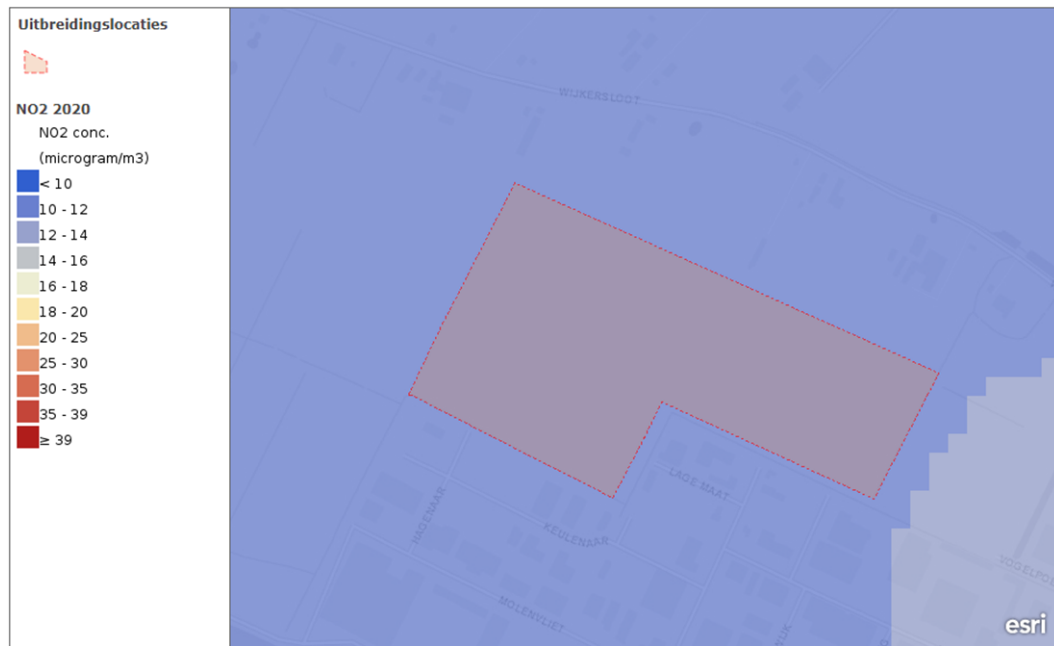 Uitbreidingslocaties
NO2 2020
NO2 conc.
(microgram/m3)
< 10
10 - 12
12 - 14
14 - 16
16 - 18
18 - 20
20 - 25
25 - 30
30 - 35
35 - 39
≥ 39
WIJKERSLOOT
LAGE MAAT
HAGENAAR
KEULENAAR
MOLENVLIET
esri